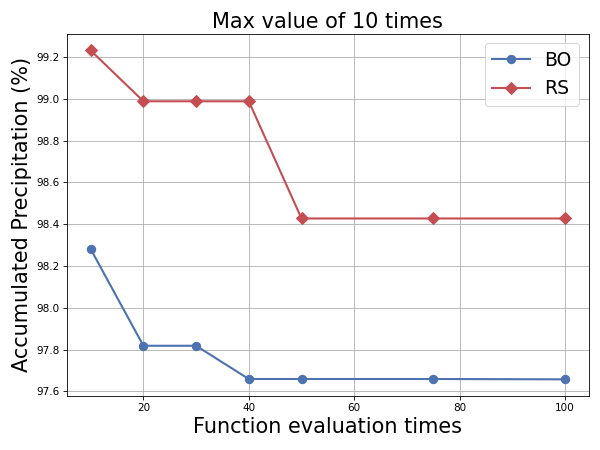 Max value of 10 times
Accumulated Precipitation (%)
99.2
99.0
98.8
98.6
98.4
98.2
98.0
97.8
97.6
BO
RS
20
40
60
80
100
Function evaluation times